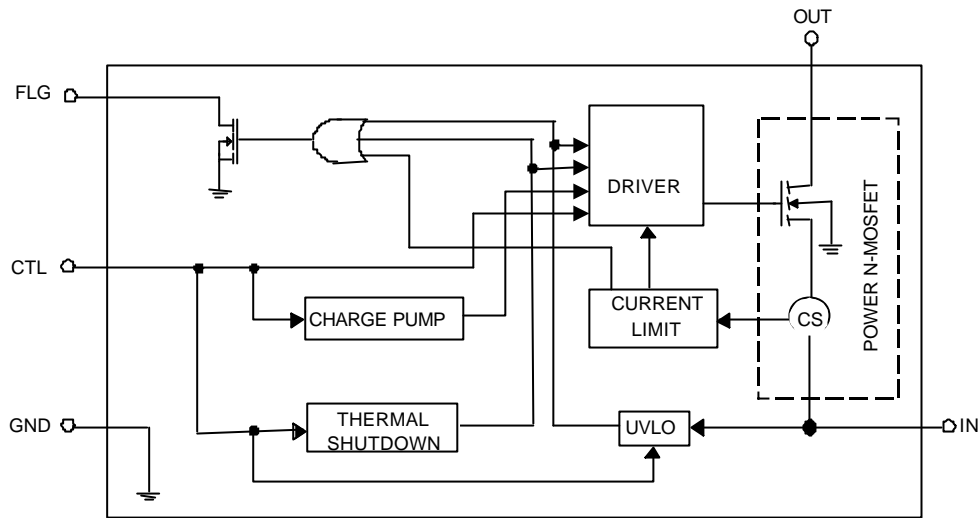 OUT
FLG
DRIVER
CTL
POWER N-MOSFET
CHARGE PUMP
CURRENT
LIMIT
CS
GND
THERMAL
SHUTDOWN
UVLO
IN